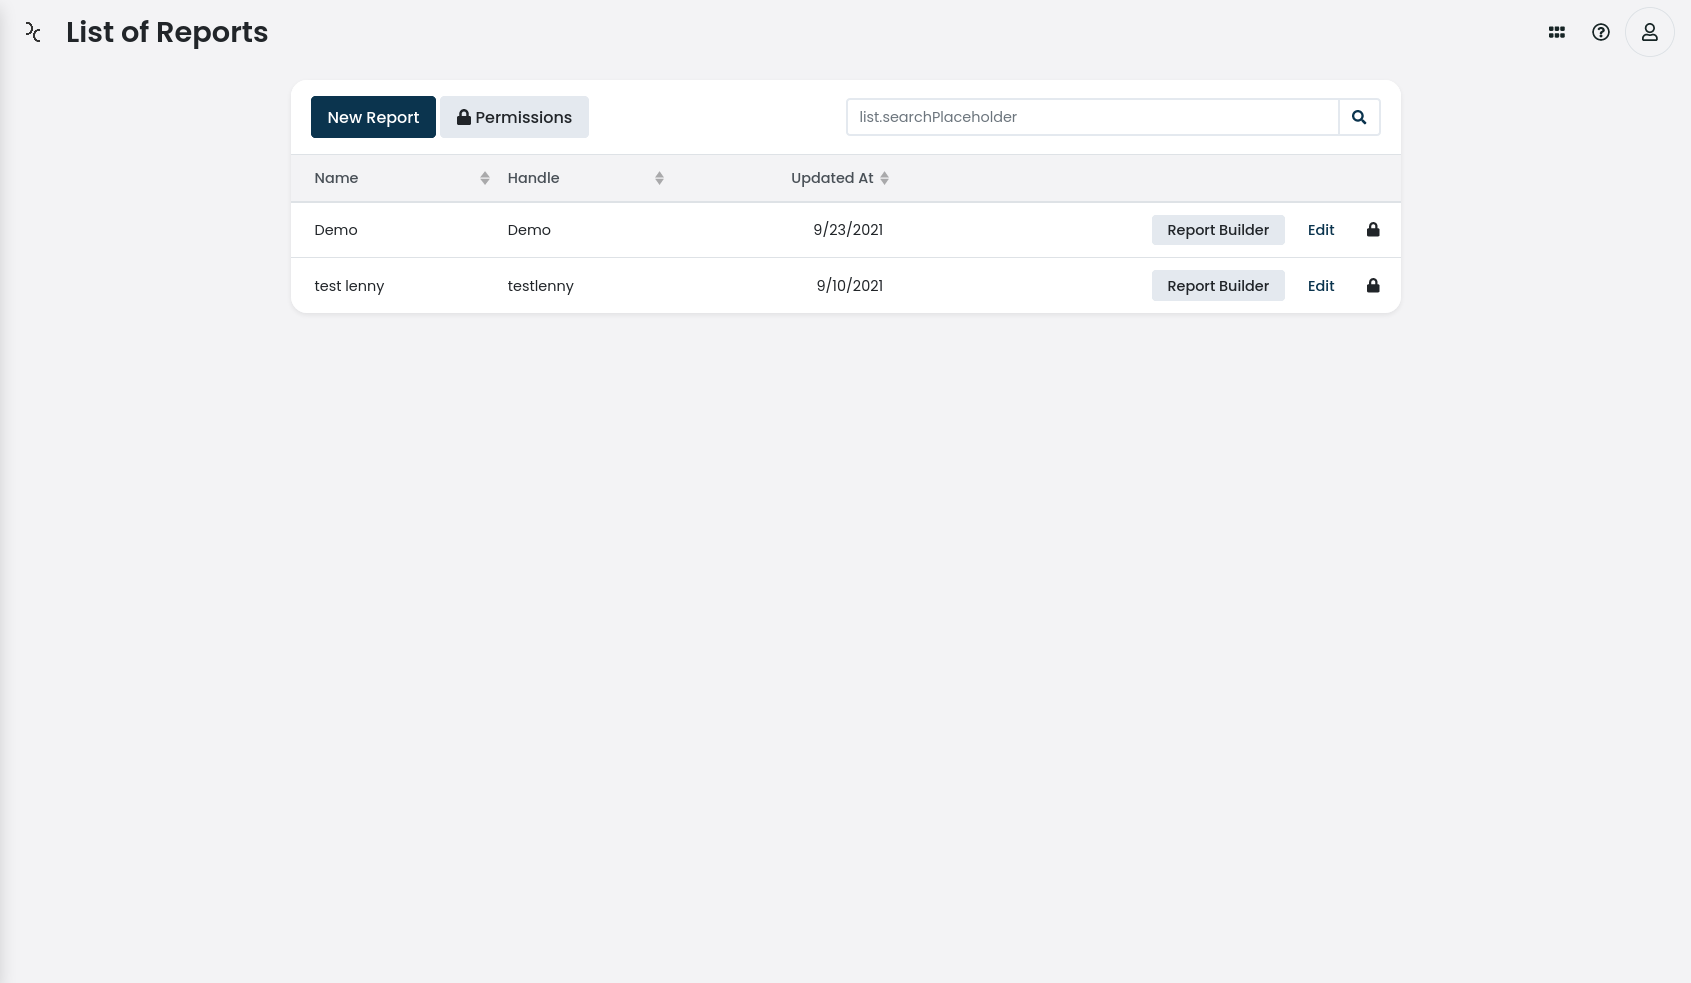 List of Reports
New Report
Permissions
list.searchPlaceholder
Name
Handle
Updated At
Demo
Demo
9/23/2021
Report Builder
Edit
test lenny
testlenny
9/10/2021
Report Builder
Edit